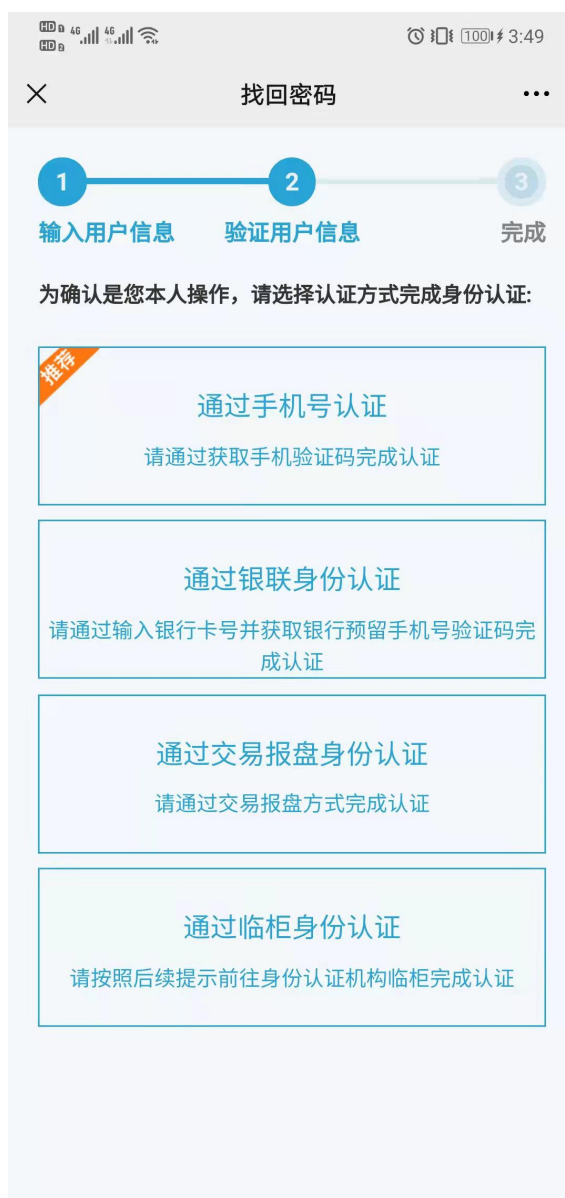 HD 1 4G 4G 100 3:49
HD 2
找回密码
1 2 3
输入用户信息 验证用户信息 完成
为确认是您本人操作，请选择认证方式完成身份认证:
推荐
通过手机号认证
请通过获取手机验证码完成认证
通过银联身份认证
请通过输入银行卡号并获取银行预留手机号验证码完
成认证
通过交易报盘身份认证
请通过交易报盘方式完成认证
通过临柜身份认证
请按照后续提示前往身份认证机构临柜完成认证